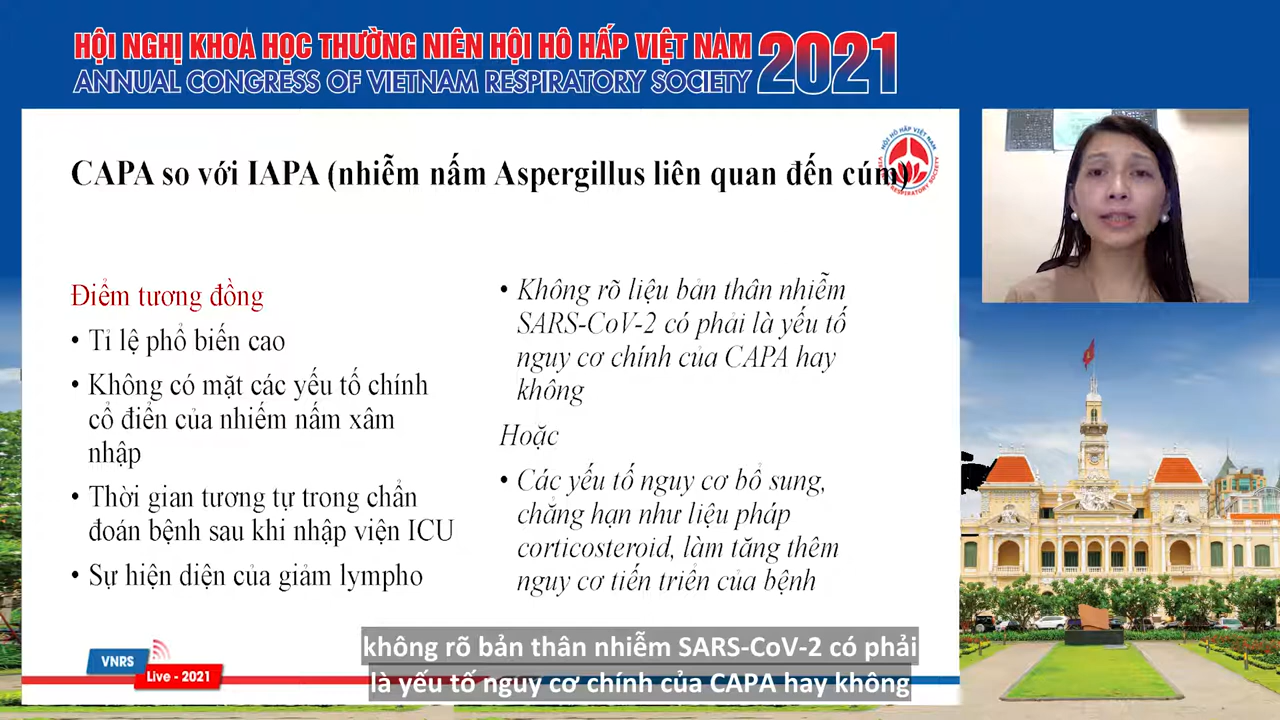 HỘI NGHỊ KHOA HỌC THƯỜNG NIÊN HỘI HÔ HẤP VIỆT NAM
ANNUAL CONGRESS OF VIETNAM RESPIRATORY SOCIETY
2021
HỘI HÔ HẤP VIỆT NAM
CAPA so với IAPA (nhiễm nấm Aspergillus liên quan đến cúm)
Điểm tương đồng
• Tỉ lệ phổ biến cao
• Không có mặt các yếu tố chính
cổ điển của nhiếm nấm xâm
nhập
• Thời gian tương tự trong chẩn
đoán bệnh sau khi nhập viện ICU
• Sự hiện diện của giảm lympho
• Không rõ liệu bản thân nhiễm
SARS-CoV-2 có phải là yếu tố
nguy cơ chính của CAPA hay
không
Hoặc
• Các yếu tố nguy cơ bổ sung,
chẳng hạn như liệu pháp
corticosteroid, làm tăng thêm
nguy cơ tiến triển của bệnh
không rõ bản thân nhiễm SARS-CoV-2 có phải
là yếu tố nguy cơ chính của CAPA hay không
VNRS
Live - 2021